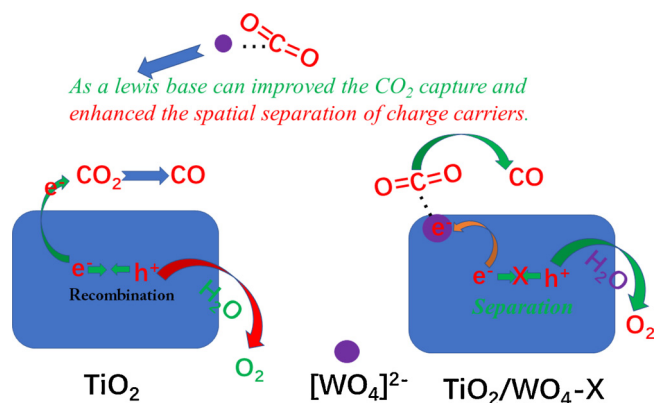 O=C=O
As a lewis base can improved the CO₂ capture and
enhanced the spatial separation of charge carriers.
e⁻ CO₂ CO
e⁻ h⁺
Recombination
H₂O
O₂
TiO₂
[WO₄]²⁻
O=C=O CO
e⁻
e⁻ X h⁺
Separation
H₂O
O₂
TiO₂/WO₄-X